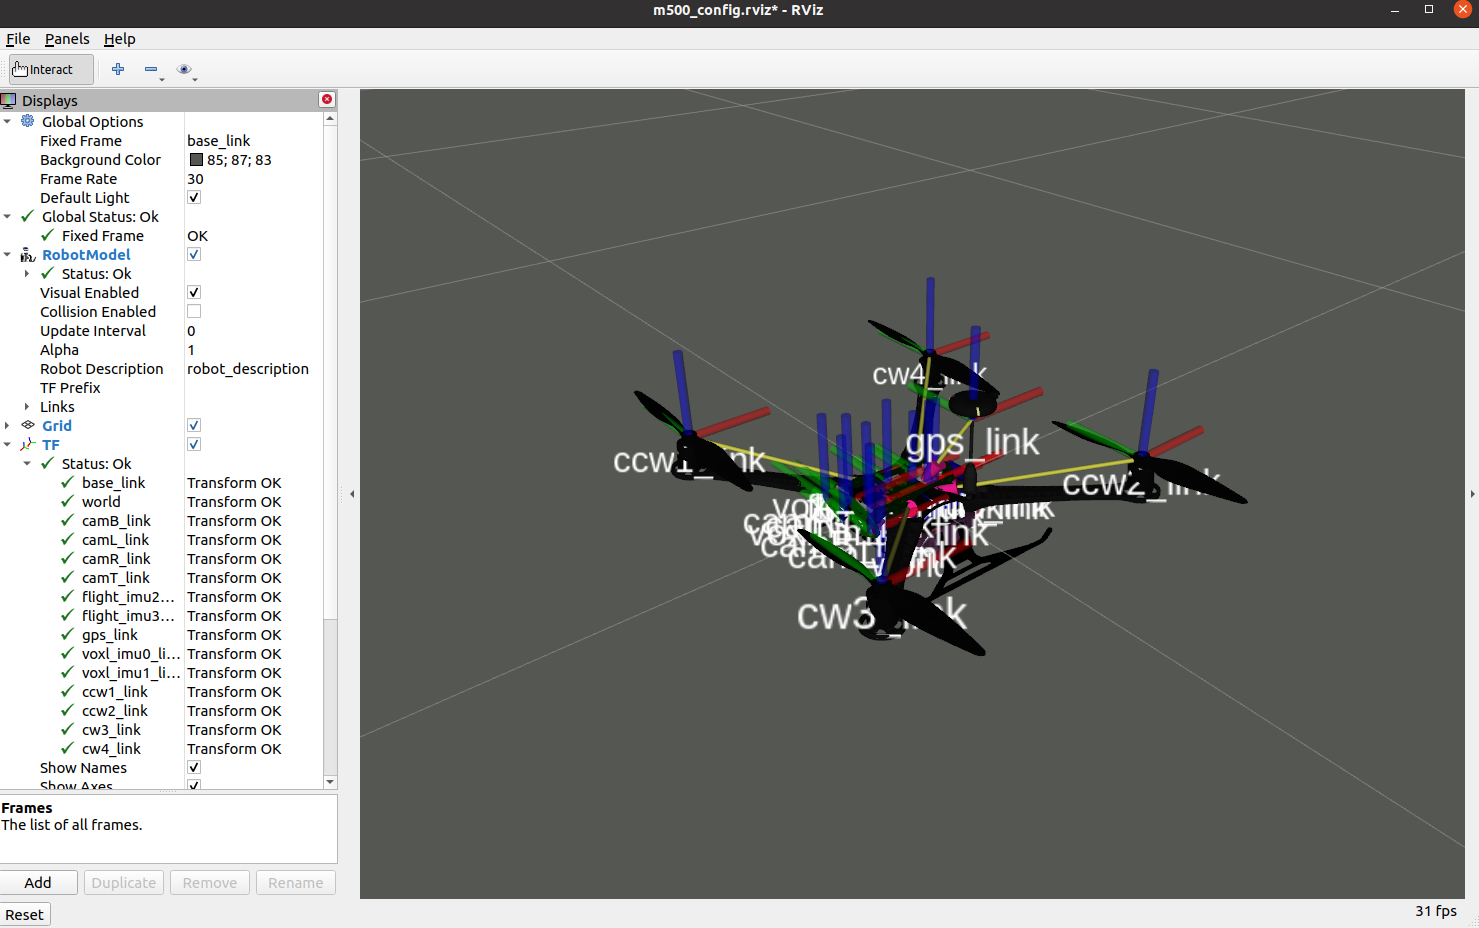 m500_config.rviz* - RViz
File Panels Help
Interact
Displays
Global Options
Fixed Frame base_link
Background Color 85; 87; 83
Frame Rate 30
Default Light
Global Status: Ok
Fixed Frame OK
RobotModel
Status: Ok
Visual Enabled
Collision Enabled
Update Interval 0
Alpha 1
Robot Description robot_description
TF Prefix
Links
Grid
TF
Status: Ok
base_link Transform OK
world Transform OK
camB_link Transform OK
camL_link Transform OK
camR_link Transform OK
camT_link Transform OK
flight_imu2... Transform OK
flight_imu3... Transform OK
gps_link Transform OK
voxl_imu0_li... Transform OK
voxl_imu1_li... Transform OK
ccw1_link Transform OK
ccw2_link Transform OK
cw3_link Transform OK
cw4_link Transform OK
Show Names
Show Axes
Frames
The list of all frames.
Add Duplicate Remove Rename
Reset
cw4_link
gps_link
ccw1_link
ccw2_link
cw3_link
31 fps